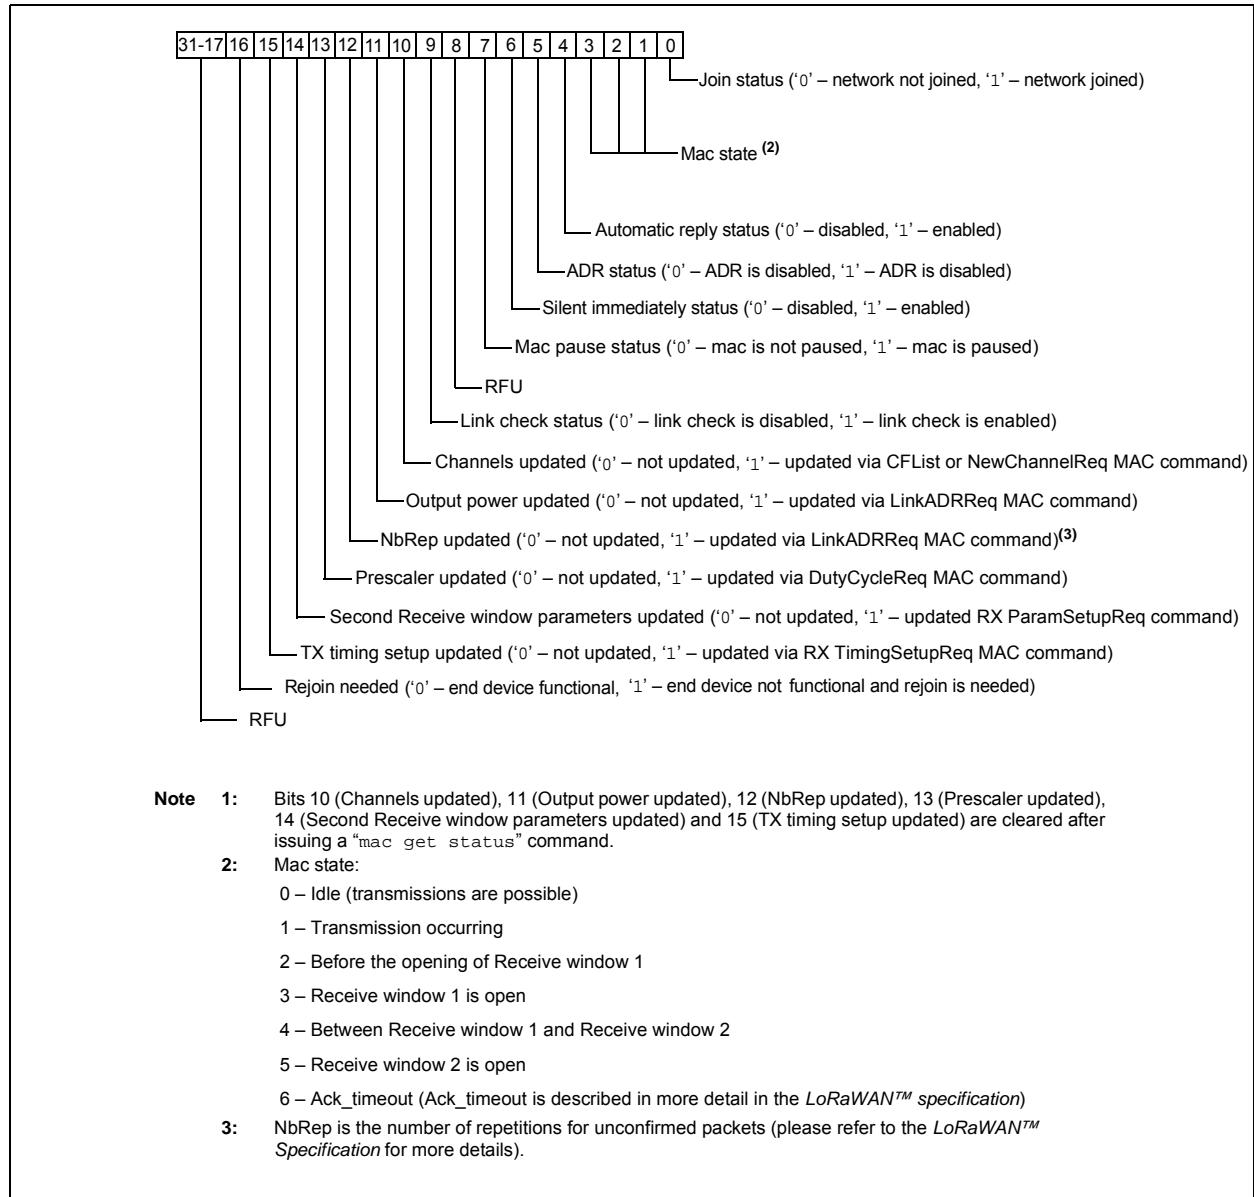 31-17 16 15 14 13 12 11 10 9 8 7 6 5 4 3 2 1 0
Join status (‘0’ – network not joined, ‘1’ – network joined)
Mac state (2)
Automatic reply status (‘0’ – disabled, ‘1’ – enabled)
ADR status (‘0’ – ADR is disabled, ‘1’ – ADR is disabled)
Silent immediately status (‘0’ – disabled, ‘1’ – enabled)
Mac pause status (‘0’ – mac is not paused, ‘1’ – mac is paused)
RFU
Link check status (‘0’ – link check is disabled, ‘1’ – link check is enabled)
Channels updated (‘0’ – not updated, ‘1’ – updated via CFList or NewChannelReq MAC command)
Output power updated (‘0’ – not updated, ‘1’ – updated via LinkADRReq MAC command)
NbRep updated (‘0’ – not updated, ‘1’ – updated via LinkADRReq MAC command)(3)
Prescaler updated (‘0’ – not updated, ‘1’ – updated via DutyCycleReq MAC command)
Second Receive window parameters updated (‘0’ – not updated, ‘1’ – updated RX ParamSetupReq command)
TX timing setup updated (‘0’ – not updated, ‘1’ – updated via RX TimingSetupReq MAC command)
Rejoin needed (‘0’ – end device functional, ‘1’ – end device not functional and rejoin is needed)
RFU
Note 1: Bits 10 (Channels updated), 11 (Output power updated), 12 (NbRep updated), 13 (Prescaler updated),
14 (Second Receive window parameters updated) and 15 (TX timing setup updated) are cleared after
issuing a “mac get status” command.
2: Mac state:
0 – Idle (transmissions are possible)
1 – Transmission occurring
2 – Before the opening of Receive window 1
3 – Receive window 1 is open
4 – Between Receive window 1 and Receive window 2
5 – Receive window 2 is open
6 – Ack_timeout (Ack_timeout is described in more detail in the LoRaWAN™ specification)
3: NbRep is the number of repetitions for unconfirmed packets (please refer to the LoRaWAN™
Specification for more details).